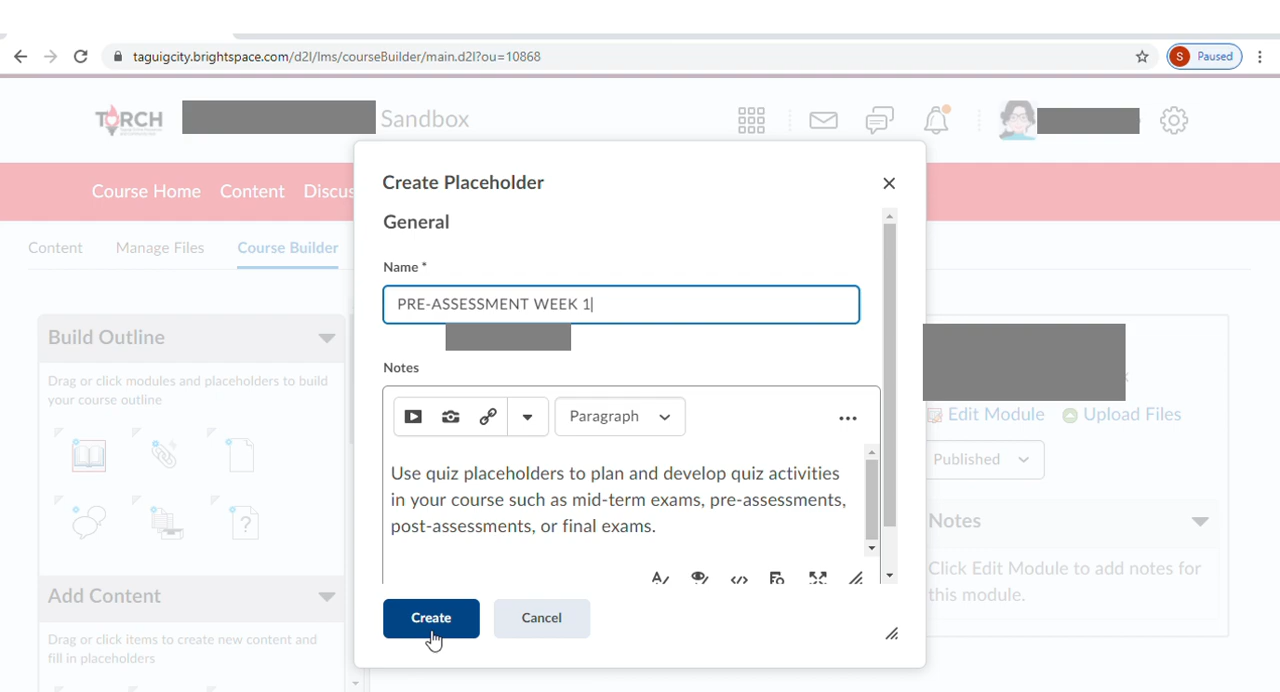 taguigcity.brightspace.com/d2l/lms/courseBuilder/main.d2l?ou=10868
S Paused
TORCH
Sandbox
Course Home Content Discus
Content Manage Files Course Builder
Build Outline
Drag or click modules and placeholders to build
your course outline
?
Add Content
Drag or click items to create new content and
fill in placeholders
Create Placeholder
General
Name *
PRE-ASSESSMENT WEEK 1
Notes
Paragraph
Use quiz placeholders to plan and develop quiz activities
in your course such as mid-term exams, pre-assessments,
post-assessments, or final exams.
Create Cancel
Edit Module Upload Files
Published
Notes
Click Edit Module to add notes for
this module.